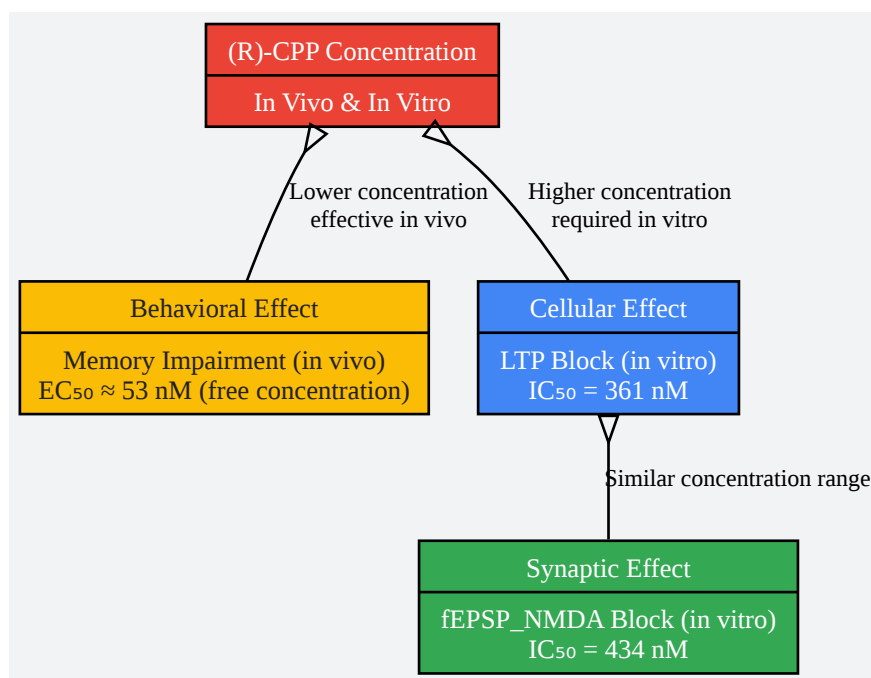 (R)-CPP Concentration
In Vivo & In Vitro
Lower concentration
effective in vivo
Higher concentration
required in vitro
Behavioral Effect
Memory Impairment (in vivo)
EC₅₀ ≈ 53 nM (free concentration)
Cellular Effect
LTP Block (in vitro)
IC₅₀ = 361 nM
Similar concentration range
Synaptic Effect
fEPSP_NMDA Block (in vitro)
IC₅₀ = 434 nM